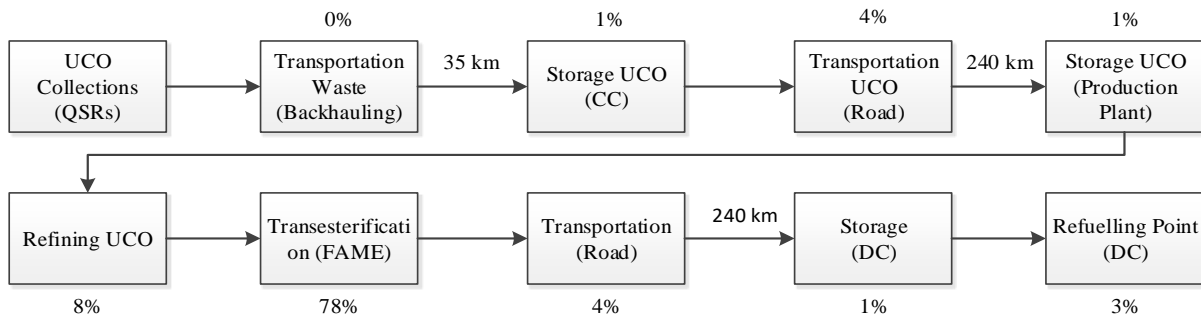 0%
1%
4%
1%
UCO
Collections
(QSRs)
Transportation
Waste
(Backhauling)
35 km
Storage UCO
(CC)
Transportation
UCO
(Road)
240 km
Storage UCO
(Production
Plant)
Refining UCO
Transesterificati
on (FAME)
Transportation
(Road)
240 km
Storage
(DC)
Refuelling Point
(DC)
8%
78%
4%
1%
3%